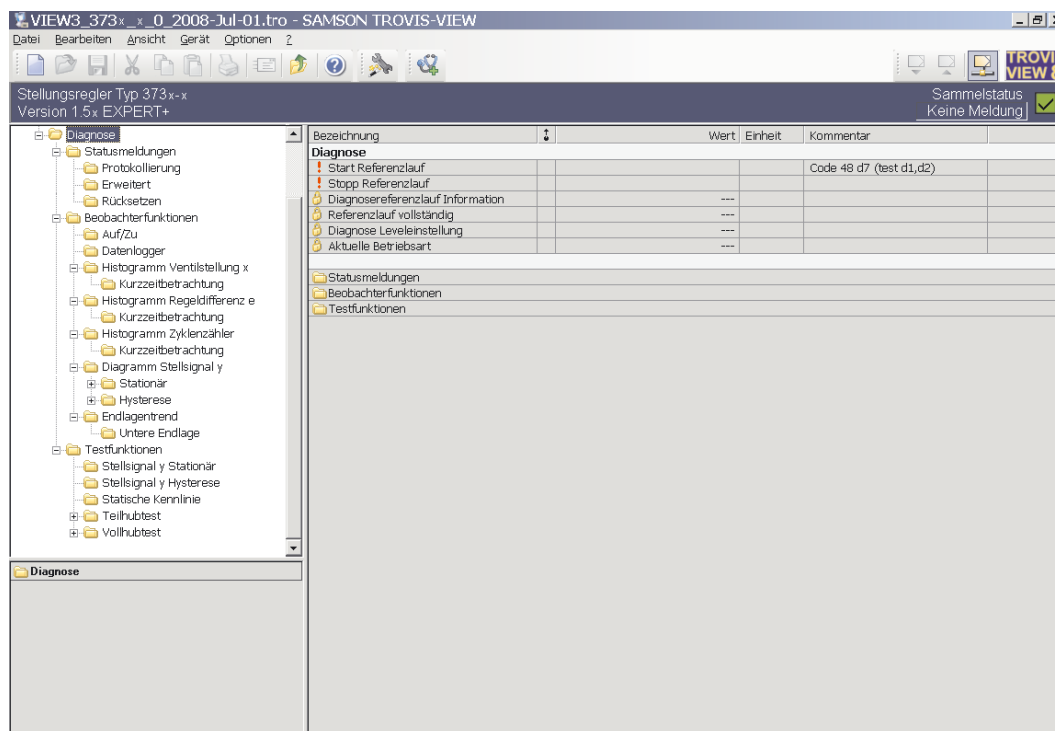 VIEW3_373x_x_0_2008-Jul-01.tro - SAMSON TROVIS-VIEW
Datei Bearbeiten Ansicht Gerät Optionen ?
Stellungsregler Typ 373x-x
Version 1.5x EXPERT+
Sammelstatus
Keine Meldung
Diagnose
Statusmeldungen
Protokollierung
Erweitert
Rücksetzen
Beobachterfunktionen
Auf/Zu
Datenlogger
Histogramm Ventilstellung x
Kurzzeitbetrachtung
Histogramm Regeldifferenz e
Kurzzeitbetrachtung
Histogramm Zyklenzähler
Kurzzeitbetrachtung
Diagramm Stellsignal y
Stationär
Hysterese
Endlagentrend
Untere Endlage
Testfunktionen
Stellsignal y Stationär
Stellsignal y Hysterese
Statische Kennlinie
Teilhubtest
Vollhubtest
Diagnose
Bezeichnung Wert Einheit Kommentar
Diagnose
Start Referenzlauf Code 48 d7 (test d1,d2)
Stopp Referenzlauf
Diagnosereferenzlauf Information ---
Referenzlauf vollständig ---
Diagnose Leveleinstellung ---
Aktuelle Betriebsart ---
Statusmeldungen
Beobachterfunktionen
Testfunktionen